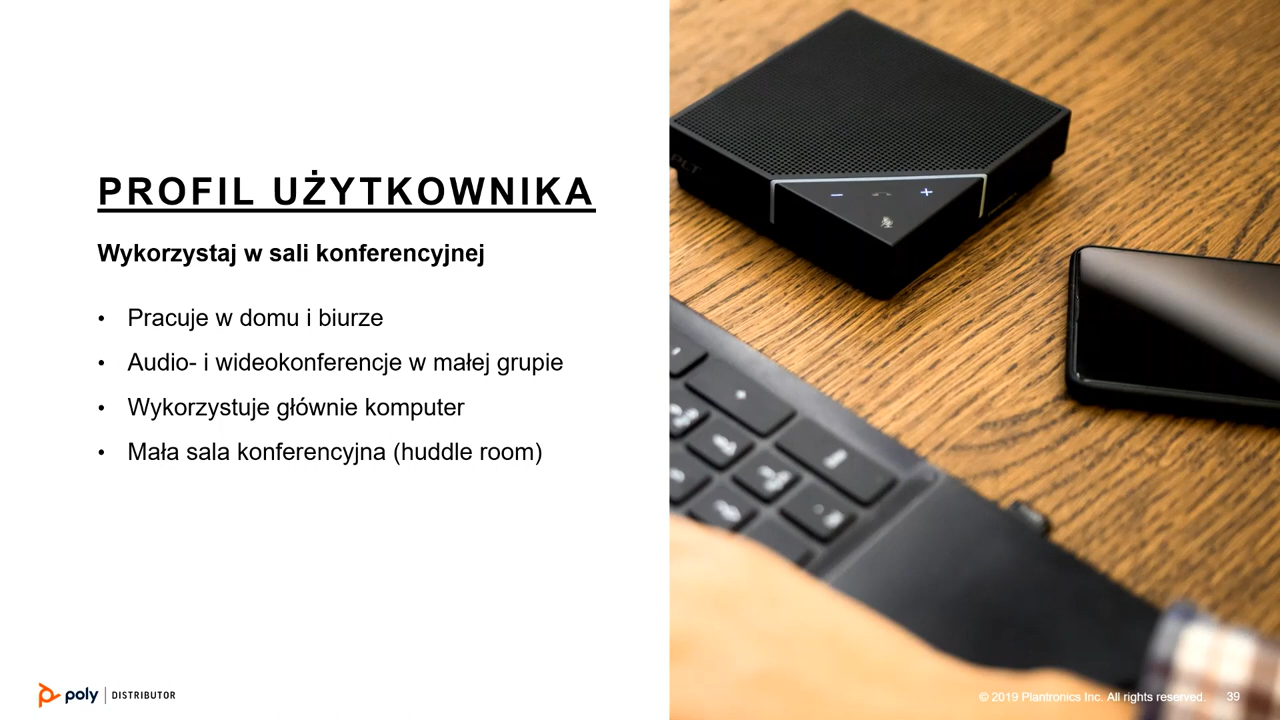 PROFIL UŻYTKOWNIKA
Wykorzystaj w sali konferencyjnej
• Pracuje w domu i biurze
• Audio- i wideokonferencje w małej grupie
• Wykorzystuje głównie komputer
• Mała sala konferencyjna (huddle room)
PLT
poly | DISTRIBUTOR
© 2019 Plantronics Inc. All rights reserved. 39